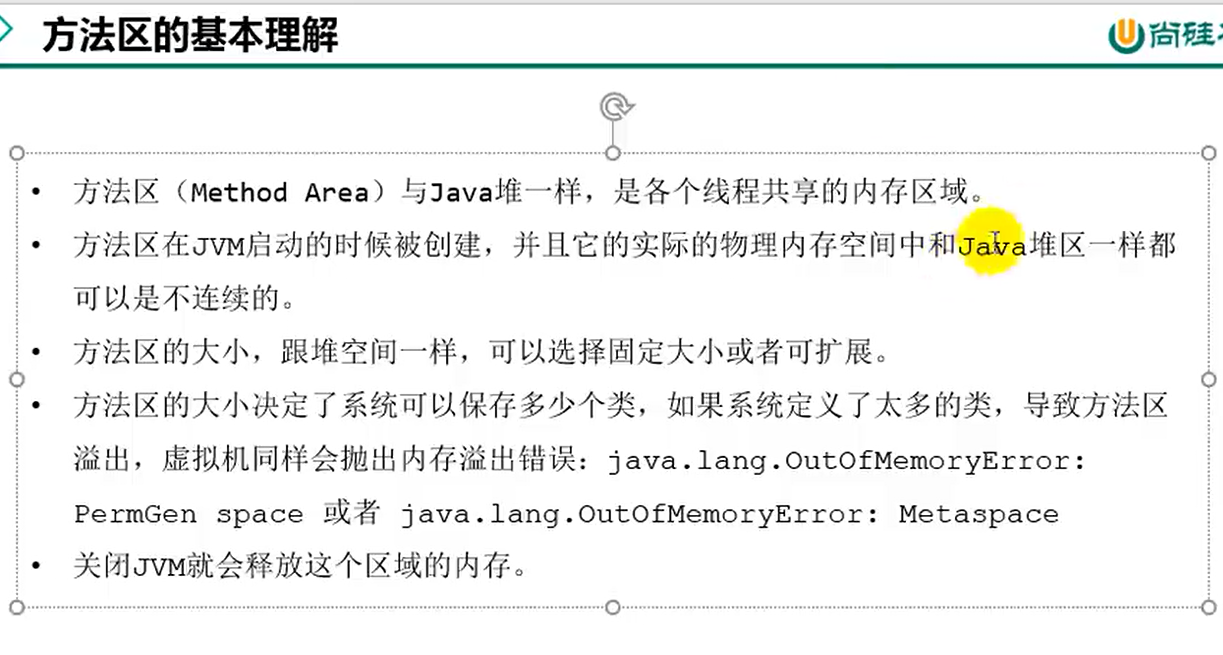 方法区的基本理解
尚硅
• 方法区（Method Area）与Java堆一样，是各个线程共享的内存区域。
• 方法区在JVM启动的时候被创建，并且它的实际的物理内存空间中和Java堆区一样都
可以是不连续的。
• 方法区的大小，跟堆空间一样，可以选择固定大小或者可扩展。
• 方法区的大小决定了系统可以保存多少个类，如果系统定义了太多的类，导致方法区
溢出，虚拟机同样会抛出内存溢出错误：java.lang.OutOfMemoryError:
PermGen space 或者 java.lang.OutOfMemoryError: Metaspace
• 关闭JVM就会释放这个区域的内存。